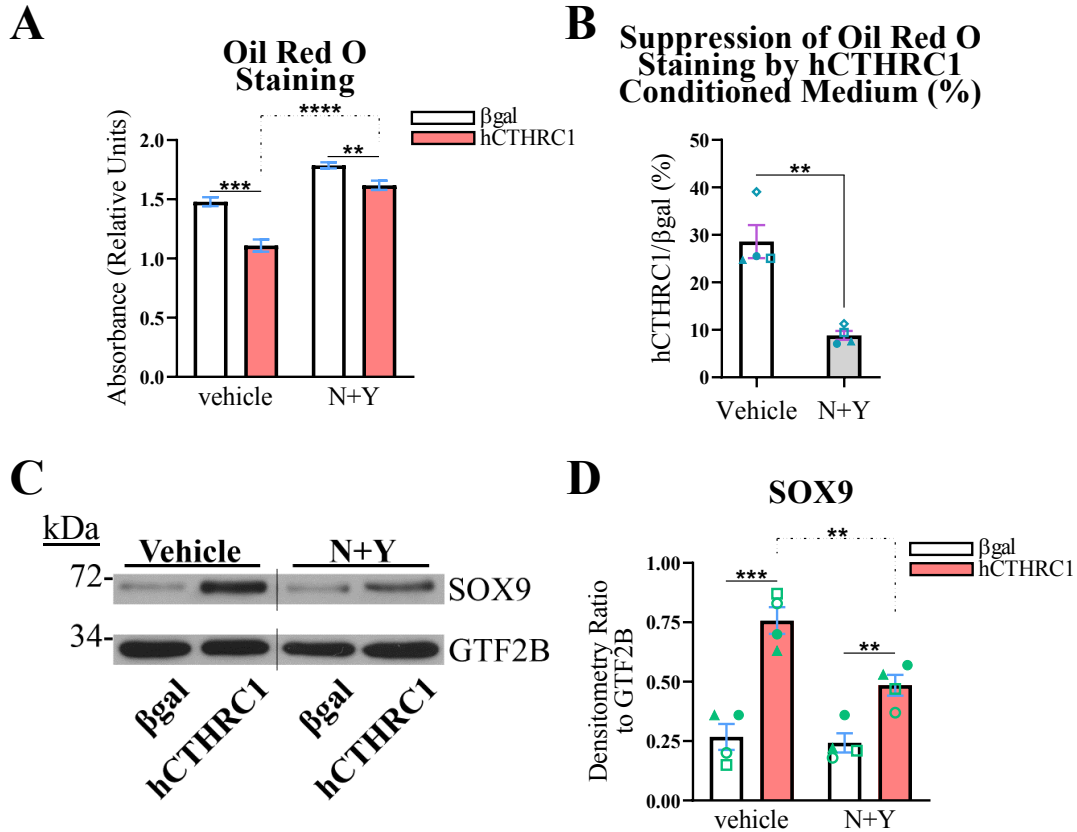 A
Oil Red O
Staining
Absorbance (Relative Units)
2.0
1.5
1.0
0.5
0.0
***
**
****
βgal
hCTHRC1
vehicle
N+Y
B
Suppression of Oil Red O
Staining by hCTHRC1
Conditioned Medium (%)
hCTHRC1/βgal (%)
50
40
30
20
10
0
**
Vehicle
N+Y
C
kDa
Vehicle
N+Y
72-
SOX9
34-
GTF2B
βgal
hCTHRC1
βgal
hCTHRC1
D
SOX9
Densitometry Ratio
to GTF2B
1.00
0.75
0.50
0.25
0.00
***
**
**
βgal
hCTHRC1
vehicle
N+Y